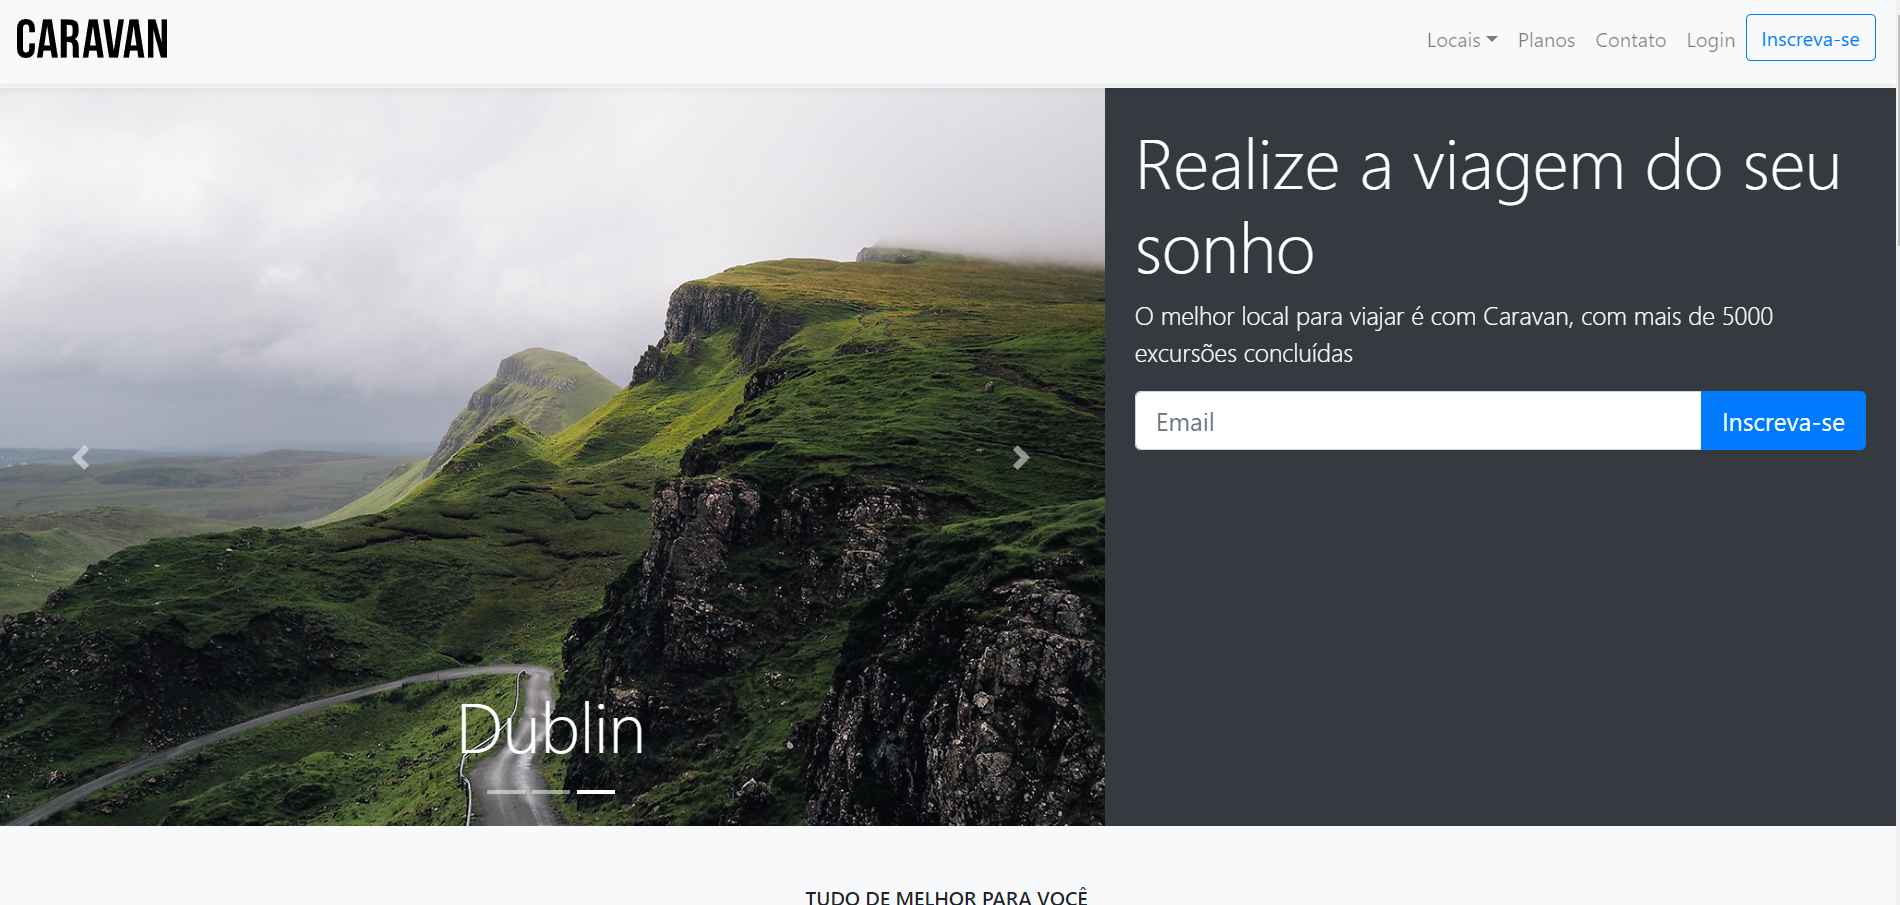 CARAVAN
Locais
Planos
Contato
Login
Inscreva-se
Realize a viagem do seu
sonho
O melhor local para viajar é com Caravan, com mais de 5000
excursões concluídas
Email
Inscreva-se
Dublin
TUDO DE MELHOR PARA VOCÊ